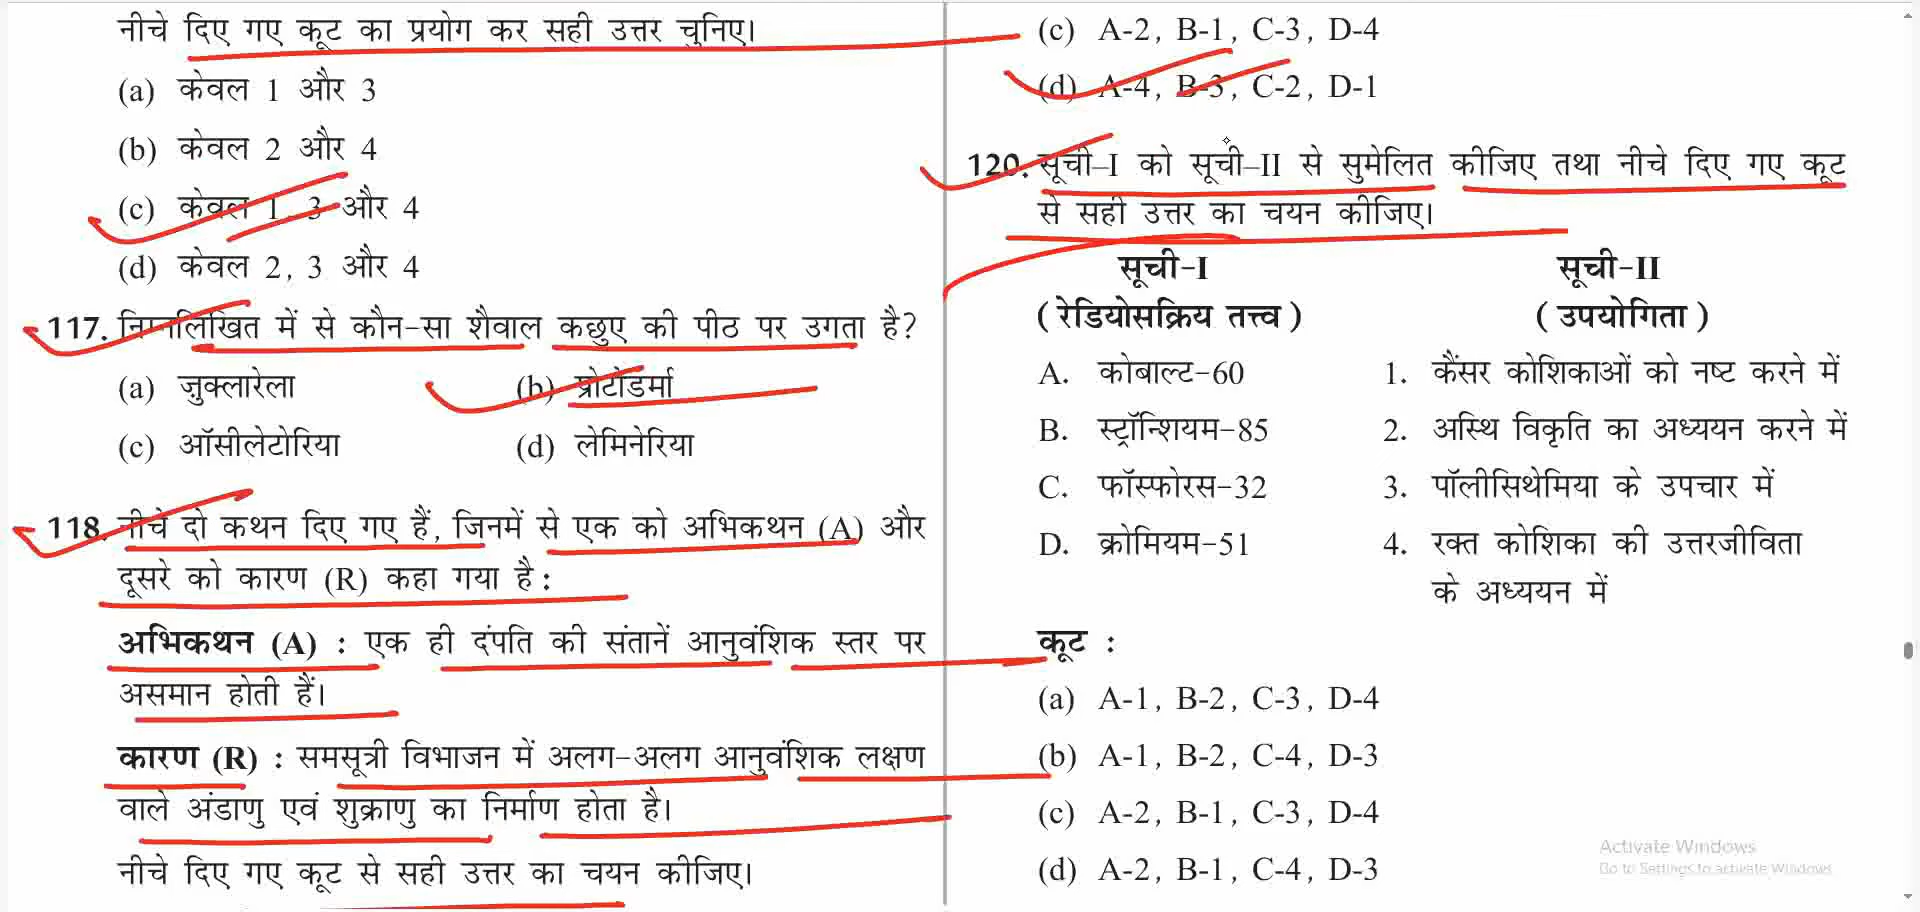 नीचे दिए गए कूट का प्रयोग कर सही उत्तर चुनिए।
(a) केवल 1 और 3
(b) केवल 2 और 4
(c) केवल 1, 3 और 4
(d) केवल 2, 3 और 4
117. निम्नलिखित में से कौन-सा शैवाल कछुए की पीठ पर उगता है?
(a) ज़ुक्लारेला (b) प्रोटोडर्मा
(c) ऑसीलेटोरिया (d) लेमिनेरिया
118. नीचे दो कथन दिए गए हैं, जिनमें से एक को अभिकथन (A) और
दूसरे को कारण (R) कहा गया है :
अभिकथन (A) : एक ही दंपति की संतानें आनुवंशिक स्तर पर
असमान होती हैं।
कारण (R) : समसूत्री विभाजन में अलग-अलग आनुवंशिक लक्षण
वाले अंडाणु एवं शुक्राणु का निर्माण होता है।
नीचे दिए गए कूट से सही उत्तर का चयन कीजिए।
(c) A-2, B-1, C-3, D-4
(d) A-4, B-3, C-2, D-1
120. सूची-I को सूची-II से सुमेलित कीजिए तथा नीचे दिए गए कूट
से सही उत्तर का चयन कीजिए।
सूची-I सूची-II
(रेडियोसक्रिय तत्त्व) (उपयोगिता)
A. कोबाल्ट-60 1. कैंसर कोशिकाओं को नष्ट करने में
B. स्ट्रॉन्शियम-85 2. अस्थि विकृति का अध्ययन करने में
C. फॉस्फोरस-32 3. पॉलीसिथेमिया के उपचार में
D. क्रोमियम-51 4. रक्त कोशिका की उत्तरजीविता
के अध्ययन में
कूट :
(a) A-1, B-2, C-3, D-4
(b) A-1, B-2, C-4, D-3
(c) A-2, B-1, C-3, D-4
(d) A-2, B-1, C-4, D-3
Activate Windows
Go to Settings to activate Windows.